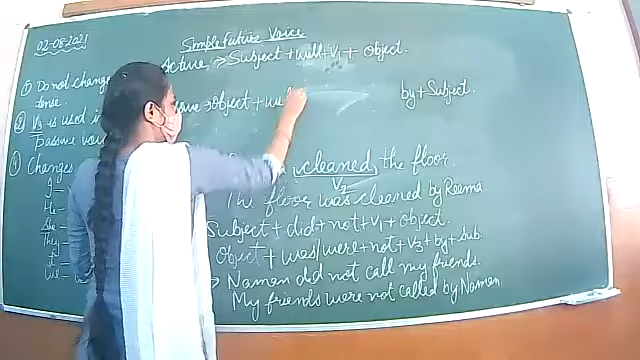 02-08-2021
Simple Future Voice
Active → Subject + will + V1 + object.
① Do not change
tense.
→ Object + wi
by + Subject.
② V3 is used i
passive voi
③ Changes
cleaned the floor.
V2
I –
The floor was cleaned by Reema.
He –
She –
Subject + did + not + V1 + object.
They –
Object + was/were + not + V3 + by + Sub.
It –
Naman did not call my friends.
We –
My friends were not called by Naman.